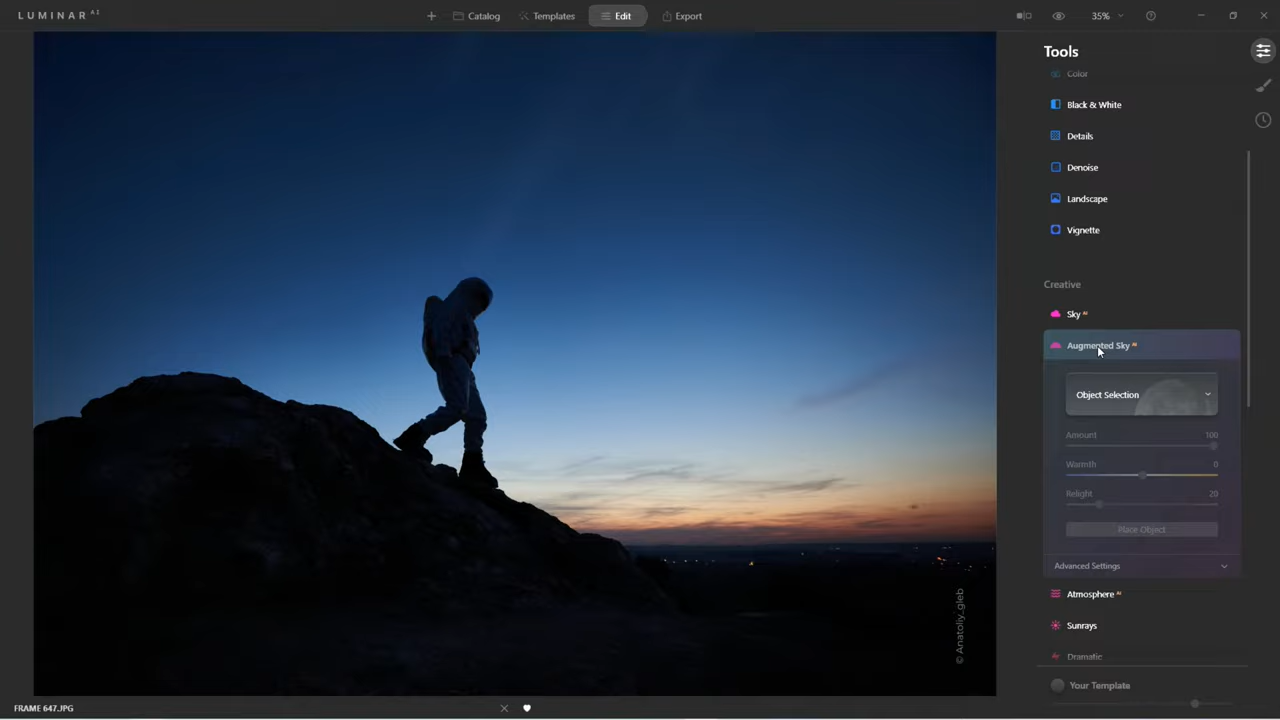 LUMINAR AI
Catalog
Templates
Edit
Export
35%
Tools
Color
Black & White
Details
Denoise
Landscape
Vignette
Creative
Sky AI
Augmented Sky AI
Object Selection
Amount 100
Warmth 0
Relight 20
Place Object
Advanced Settings
Atmosphere AI
Sunrays
Dramatic
Your Template
© Anatoliy_gleb
FRAME 647.JPG